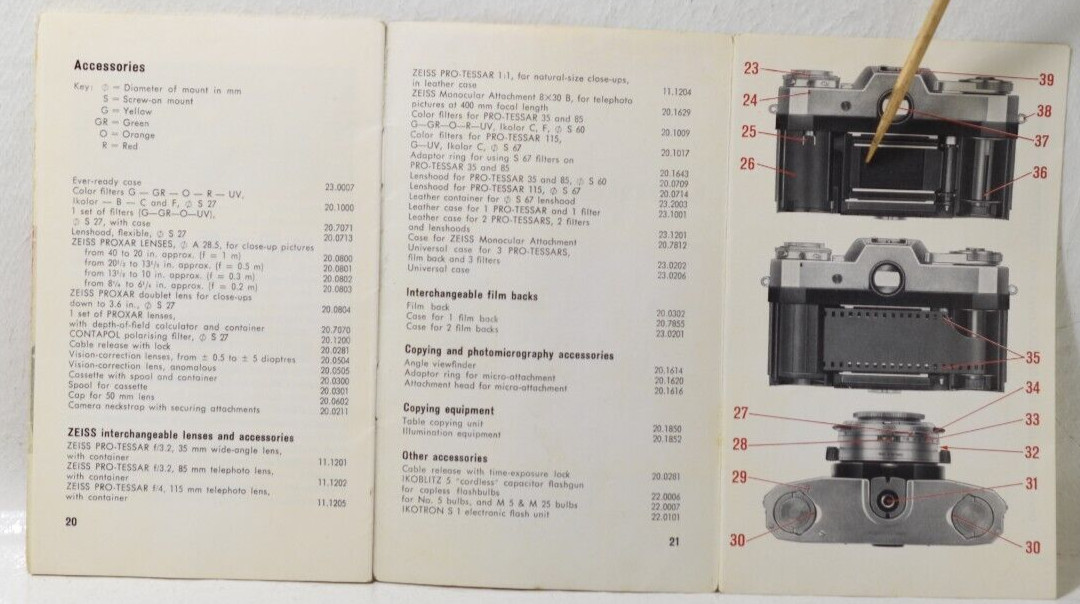 Accessories
Key: ∅ = Diameter of mount in mm
S = Screw-on mount
G = Yellow
GR = Green
O = Orange
R = Red
Ever-ready case 23.0007
Color filters G — GR — O — R — UV,
Ikolor — B — C and F, ∅ S 27 20.1000
1 set of filters (G—GR—O—UV),
∅ S 27, with case 20.7071
Lenshood, flexible, ∅ S 27 20.0713
ZEISS PROXAR LENSES, ∅ A 28.5, for close-up pictures
from 40 to 20 in. approx. (f = 1 m) 20.0800
from 20½ to 13¼ in. approx. (f = 0.5 m) 20.0801
from 13½ to 10 in. approx. (f = 0.3 m) 20.0802
from 8¼ to 6¼ in. approx. (f = 0.2 m) 20.0803
ZEISS PROXAR doublet lens for close-ups
down to 3.6 in., ∅ S 27 20.0804
1 set of PROXAR lenses,
with depth-of-field calculator and container 20.7070
CONTAPOL polarising filter, ∅ S 27 20.1200
Cable release with lock 20.0281
Vision-correction lenses, from ± 0.5 to ± 5 dioptres 20.0504
Vision-correction lens, anomalous 20.0505
Cassette with spool and container 20.0300
Spool for cassette 20.0301
Cap for 50 mm lens 20.0602
Camera neckstrap with securing attachments 20.0211
ZEISS interchangeable lenses and accessories
ZEISS PRO-TESSAR f/3.2, 35 mm wide-angle lens,
with container 11.1201
ZEISS PRO-TESSAR f/3.2, 85 mm telephoto lens,
with container 11.1202
ZEISS PRO-TESSAR f/4, 115 mm telephoto lens,
with container 11.1205
20
ZEISS PRO-TESSAR 1:1, for natural-size close-ups,
in leather case 11.1204
ZEISS Monocular Attachment 8×30 B, for telephoto
pictures at 400 mm focal length 20.1629
Color filters for PRO-TESSAR 35 and 85
G—GR—O—R—UV, Ikolor C, F, ∅ S 60 20.1009
Color filters for PRO-TESSAR 115,
G—UV, Ikolor C, ∅ S 67 20.1017
Adaptor ring for using S 67 filters on
PRO-TESSAR 35 and 85 20.1643
Lenshood for PRO-TESSAR 35 and 85, ∅ S 60 20.0709
Lenshood for PRO-TESSAR 115, ∅ S 67 20.0714
Leather container for ∅ S 67 lenshood 23.2003
Leather case for 1 PRO-TESSAR and 1 filter 23.1001
Leather case for 2 PRO-TESSARS, 2 filters
and lenshoods 23.1201
Case for ZEISS Monocular Attachment 20.7812
Universal case for 3 PRO-TESSARS,
film back and 3 filters 23.0202
Universal case 23.0206
Interchangeable film backs
Film back 20.0302
Case for 1 film back 20.7855
Case for 2 film backs 23.0201
Copying and photomicrography accessories
Angle viewfinder 20.1614
Adaptor ring for micro-attachment 20.1620
Attachment head for micro-attachment 20.1616
Copying equipment
Table copying unit 20.1850
Illumination equipment 20.1852
Other accessories
Cable release with time-exposure lock 20.0281
IKOBLITZ 5 "cordless" capacitor flashgun
for capless flashbulbs 22.0006
for No. 5 bulbs, and M 5 & M 25 bulbs 22.0007
IKOTRON S 1 electronic flash unit 22.0101
21
23
39
24
38
25
37
26
36
35
34
27
33
28
32
29
31
30
30